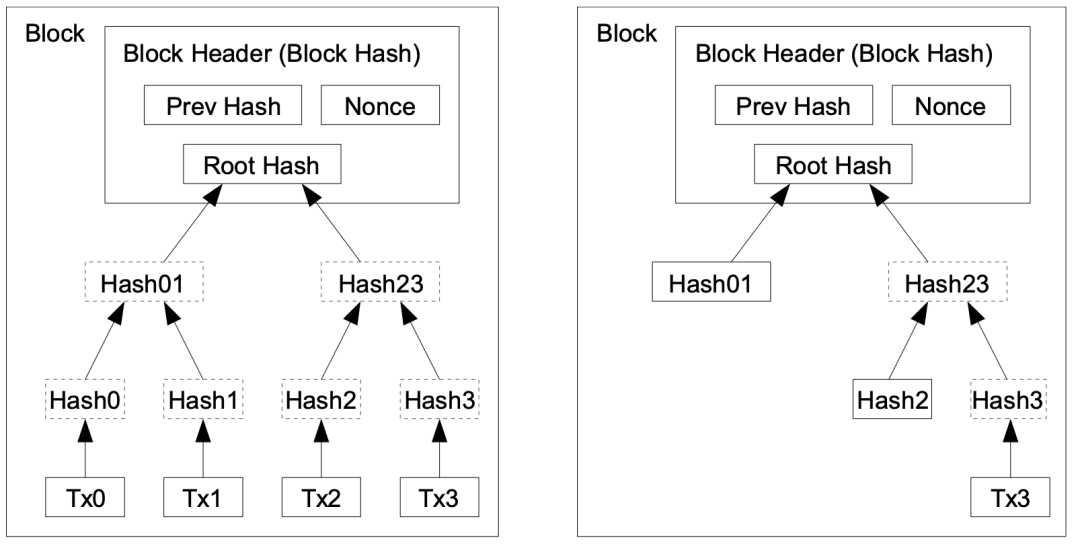 Block
Block Header (Block Hash)
Prev Hash
Nonce
Root Hash
Hash01
Hash23
Hash0
Hash1
Hash2
Hash3
Tx0
Tx1
Tx2
Tx3
Block
Block Header (Block Hash)
Prev Hash
Nonce
Root Hash
Hash01
Hash23
Hash2
Hash3
Tx3